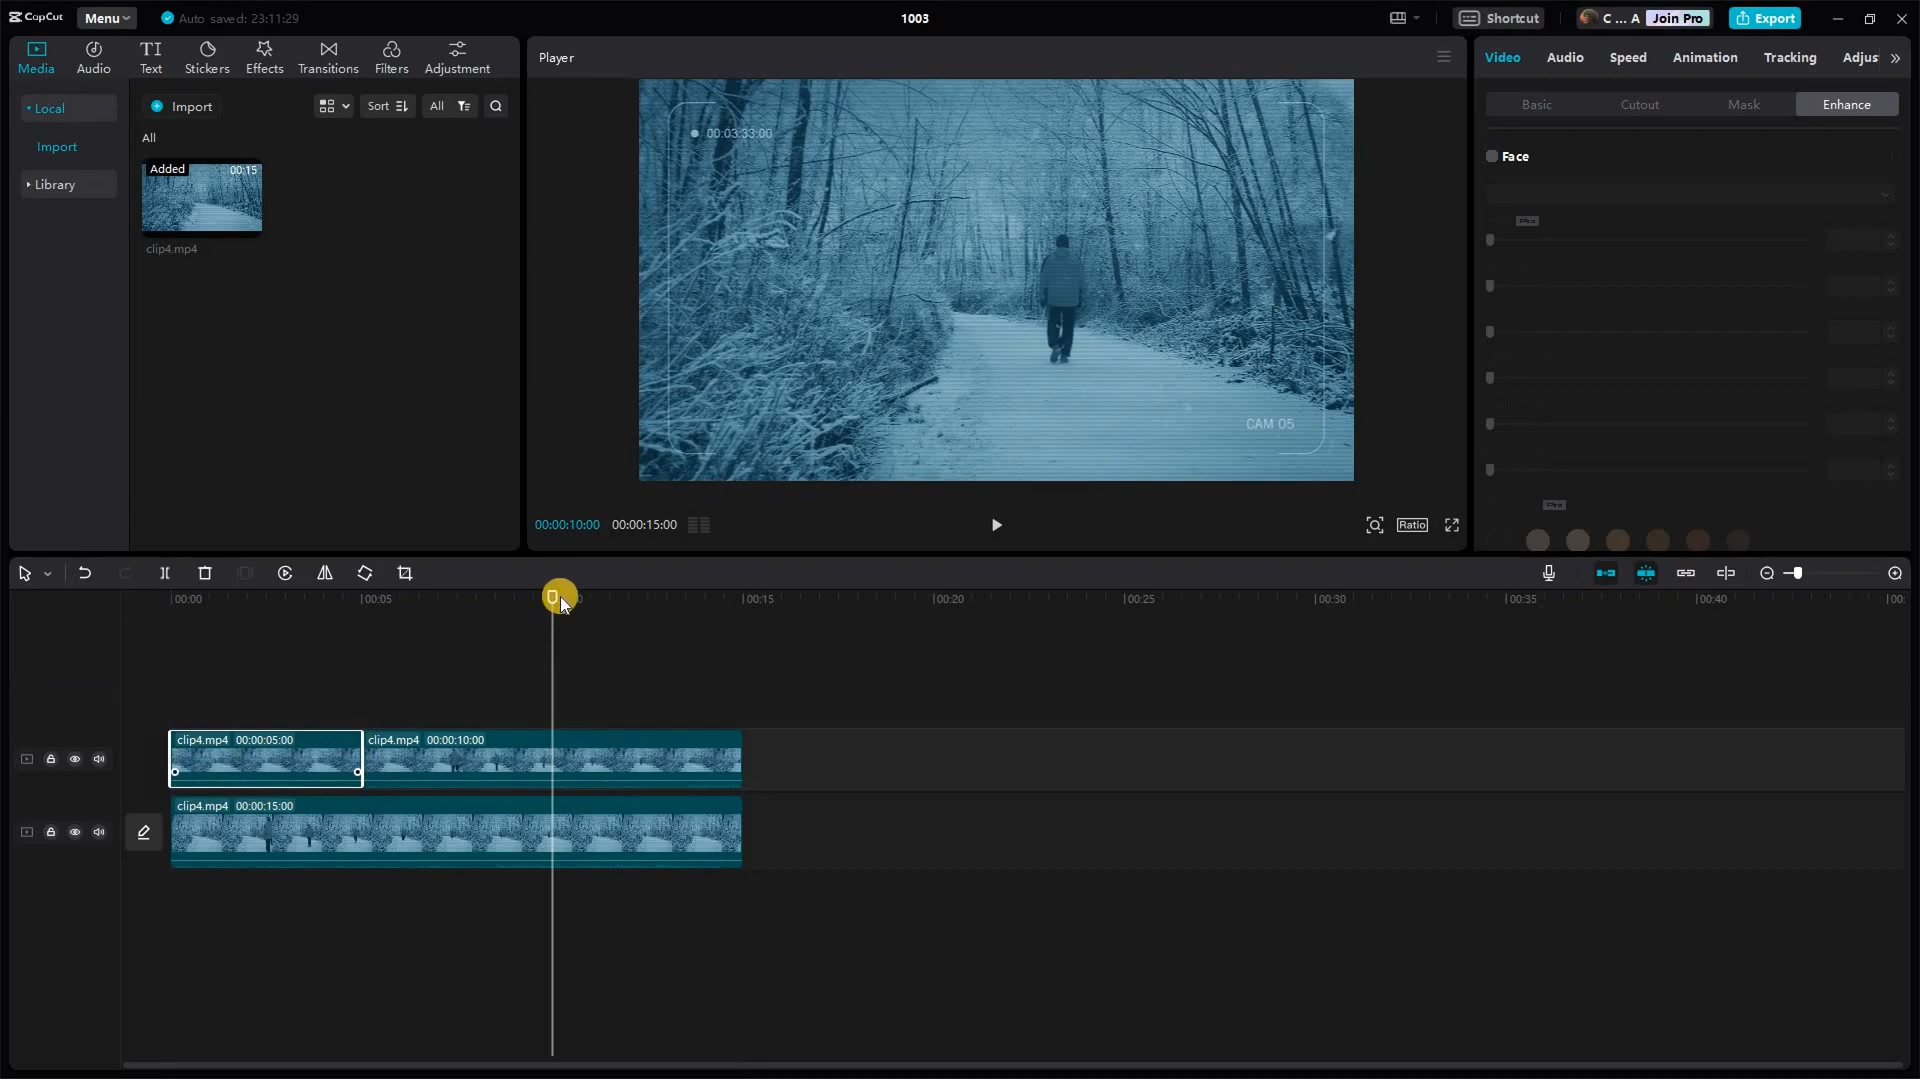 CapCut
Menu
Auto saved: 23:11:29
1003
Shortcut
C ... A
Join Pro
Export
Media
Audio
Text
Stickers
Effects
Transitions
Filters
Adjustment
Local
Import
Library
Import
Sort
All
All
Added
00:15
clip4.mp4
Player
00:03:33:00
CAM 05
00:00:10:00
00:00:15:00
Ratio
Video
Audio
Speed
Animation
Tracking
Adjus
Basic
Cutout
Mask
Enhance
Face
Pro
Pro
00:00
00:05
00:15
00:20
00:25
00:30
00:35
00:40
00:
clip4.mp4 00:00:05:00
clip4.mp4 00:00:10:00
clip4.mp4 00:00:15:00